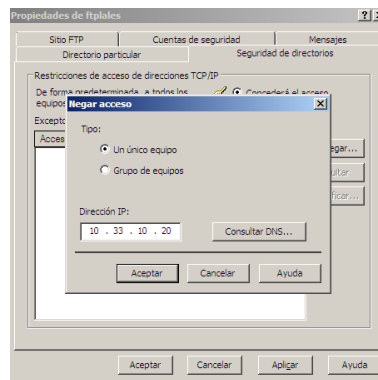 Propiedades de ftplales
Sitio FTP
Cuentas de seguridad
Mensajes
Directorio particular
Seguridad de directorios
Restricciones de acceso de direcciones TCP/IP
De forma predeterminada, a todos los
Concederá el acceso
equipos
Negar acceso
Excepto
Acces
Tipo:
Un único equipo
Grupo de equipos
Dirección IP:
10 . 33 . 10 . 20
Consultar DNS...
Aceptar
Cancelar
Ayuda
egar...
uitar
ficar...
Aceptar
Cancelar
Aplicar
Ayuda